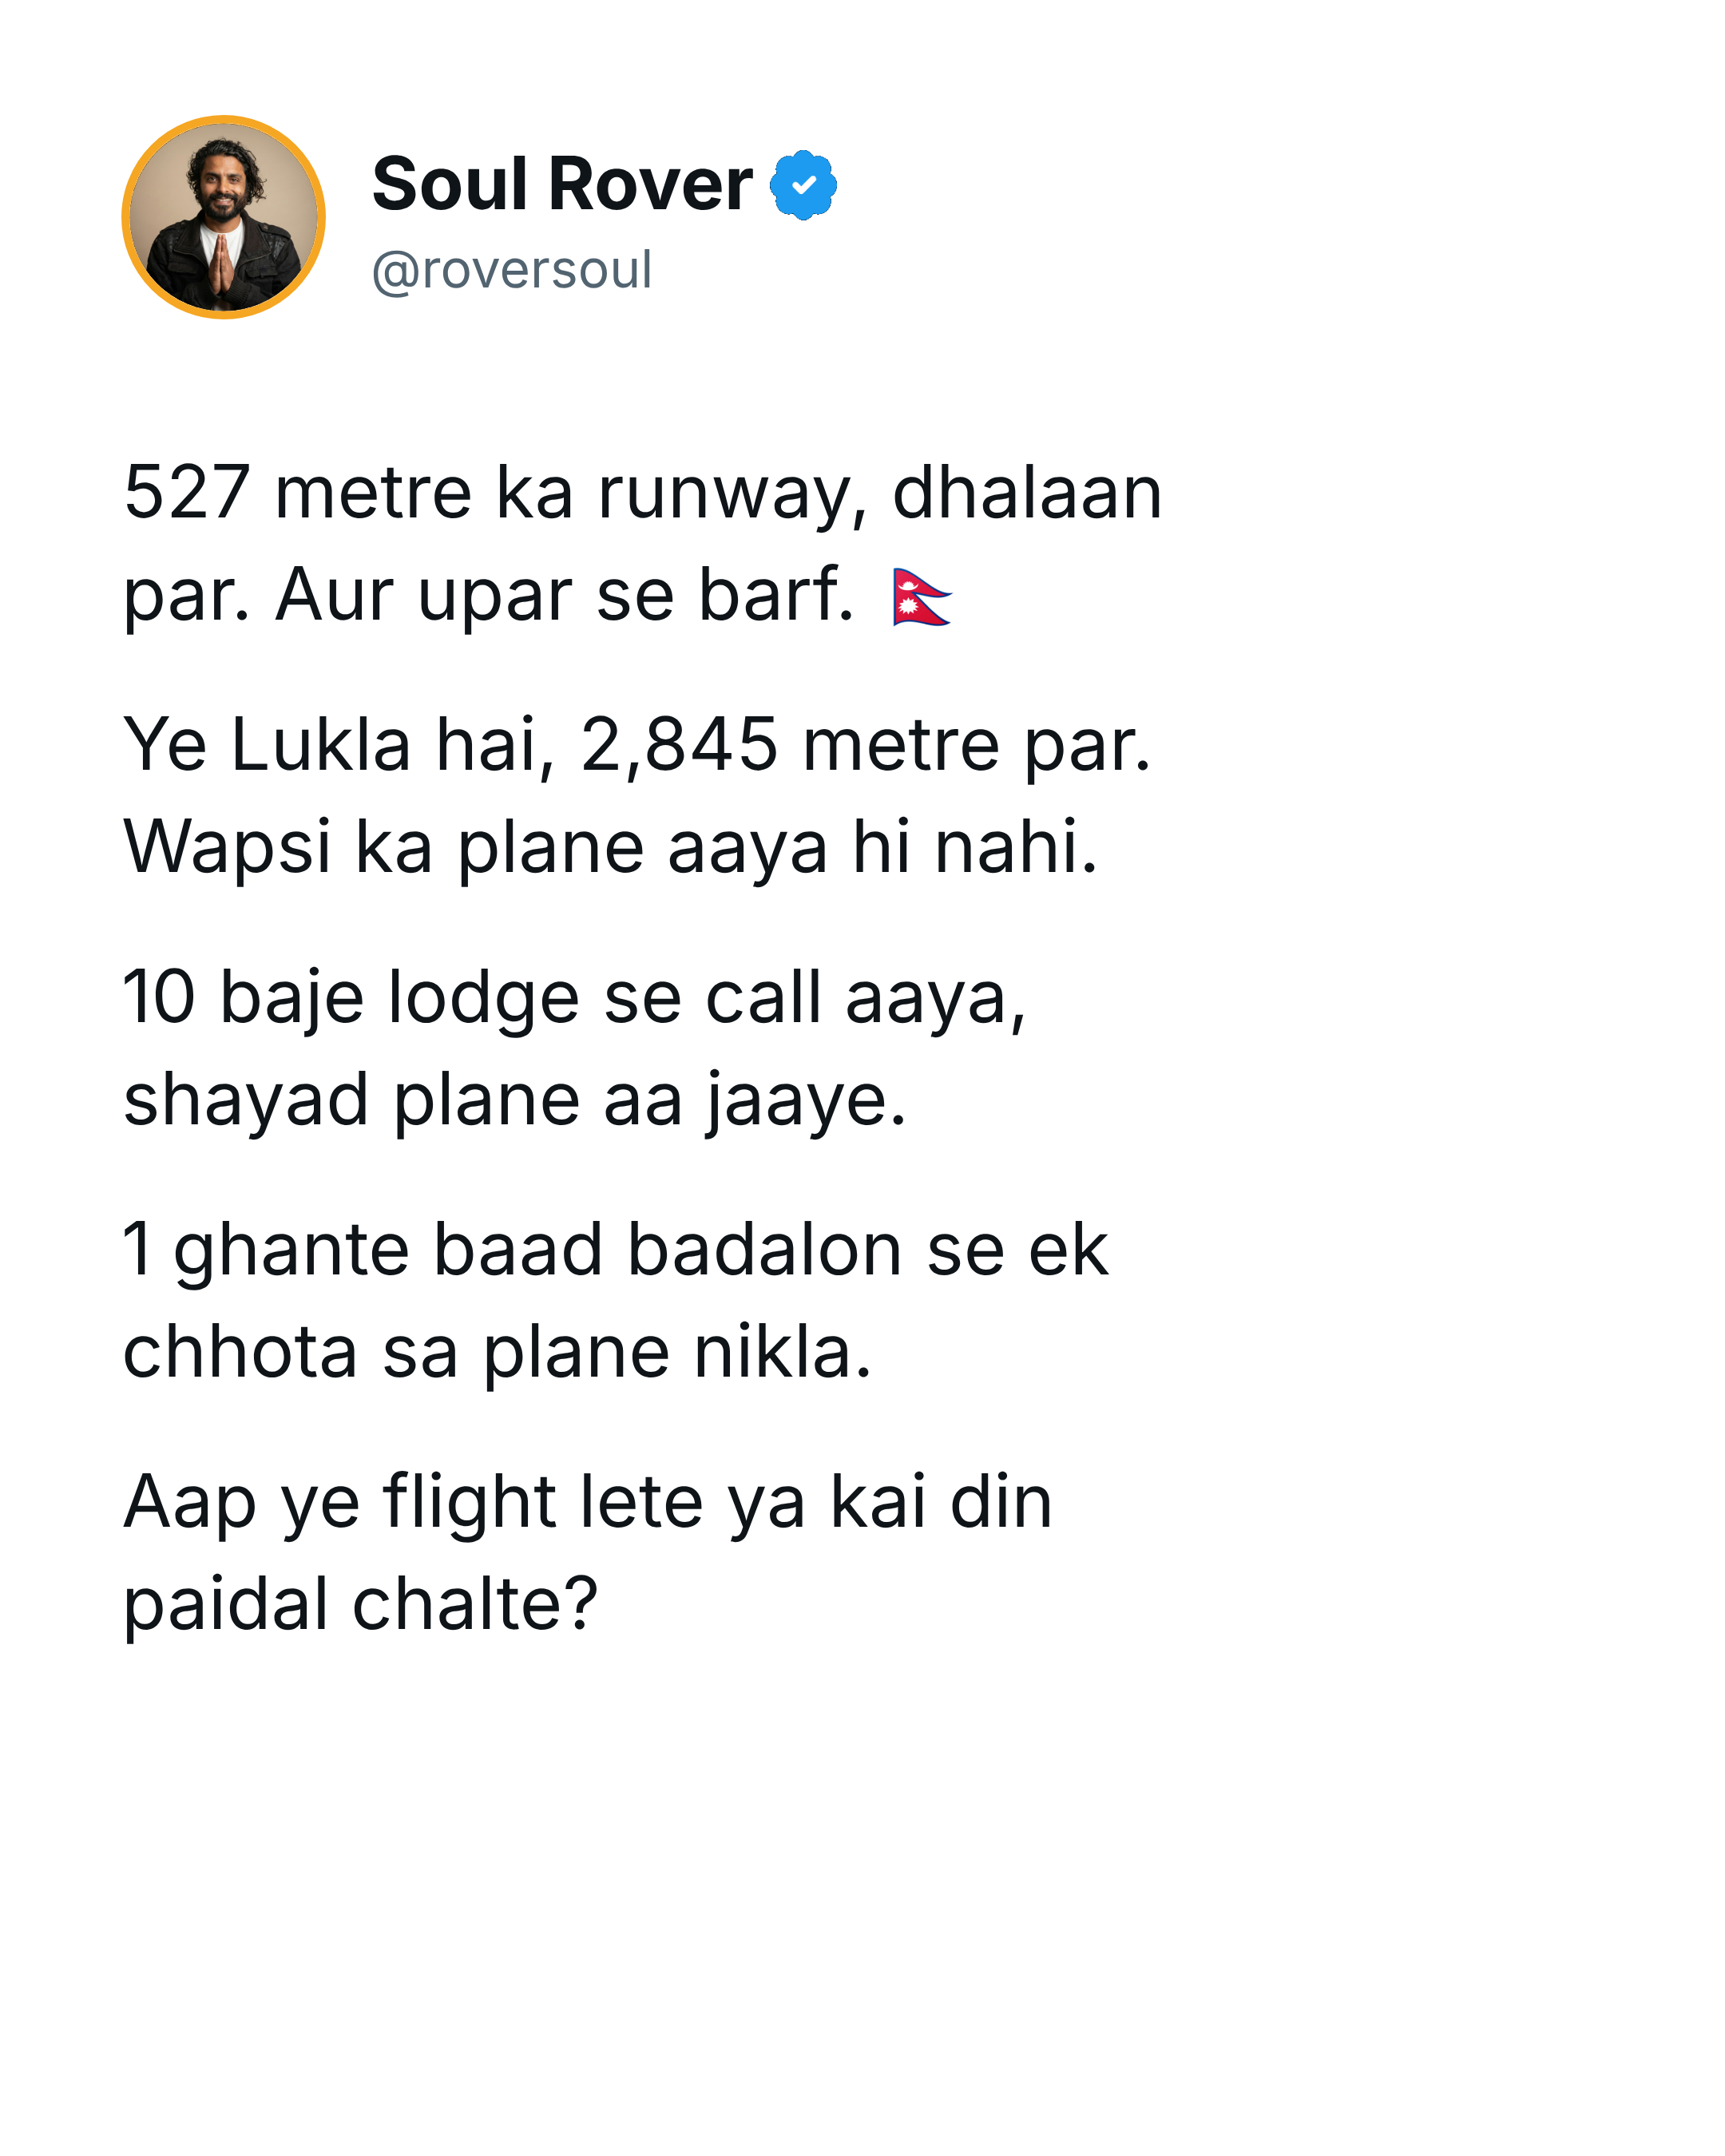 Soul Rover
@roversoul
527 metre ka runway, dhalaan
par. Aur upar se barf. 🇳🇵
Ye Lukla hai, 2,845 metre par.
Wapsi ka plane aaya hi nahi.
10 baje lodge se call aaya,
shayad plane aa jaaye.
1 ghante baad badalon se ek
chhota sa plane nikla.
Aap ye flight lete ya kai din
paidal chalte?